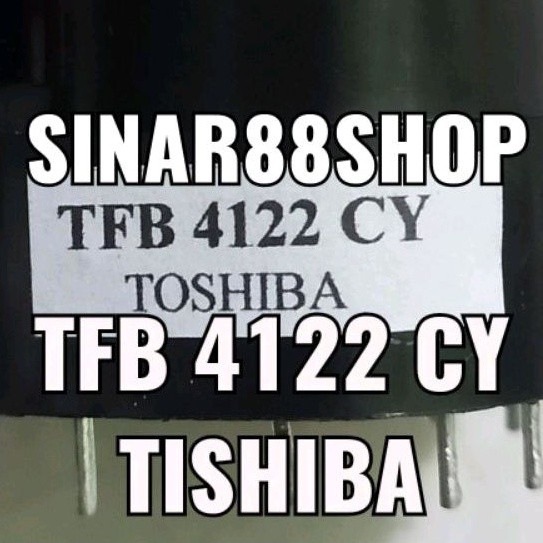 SINAR88SHOP
TFB 4122 CY
TOSHIBA
TFB 4122 CY
TISHIBA